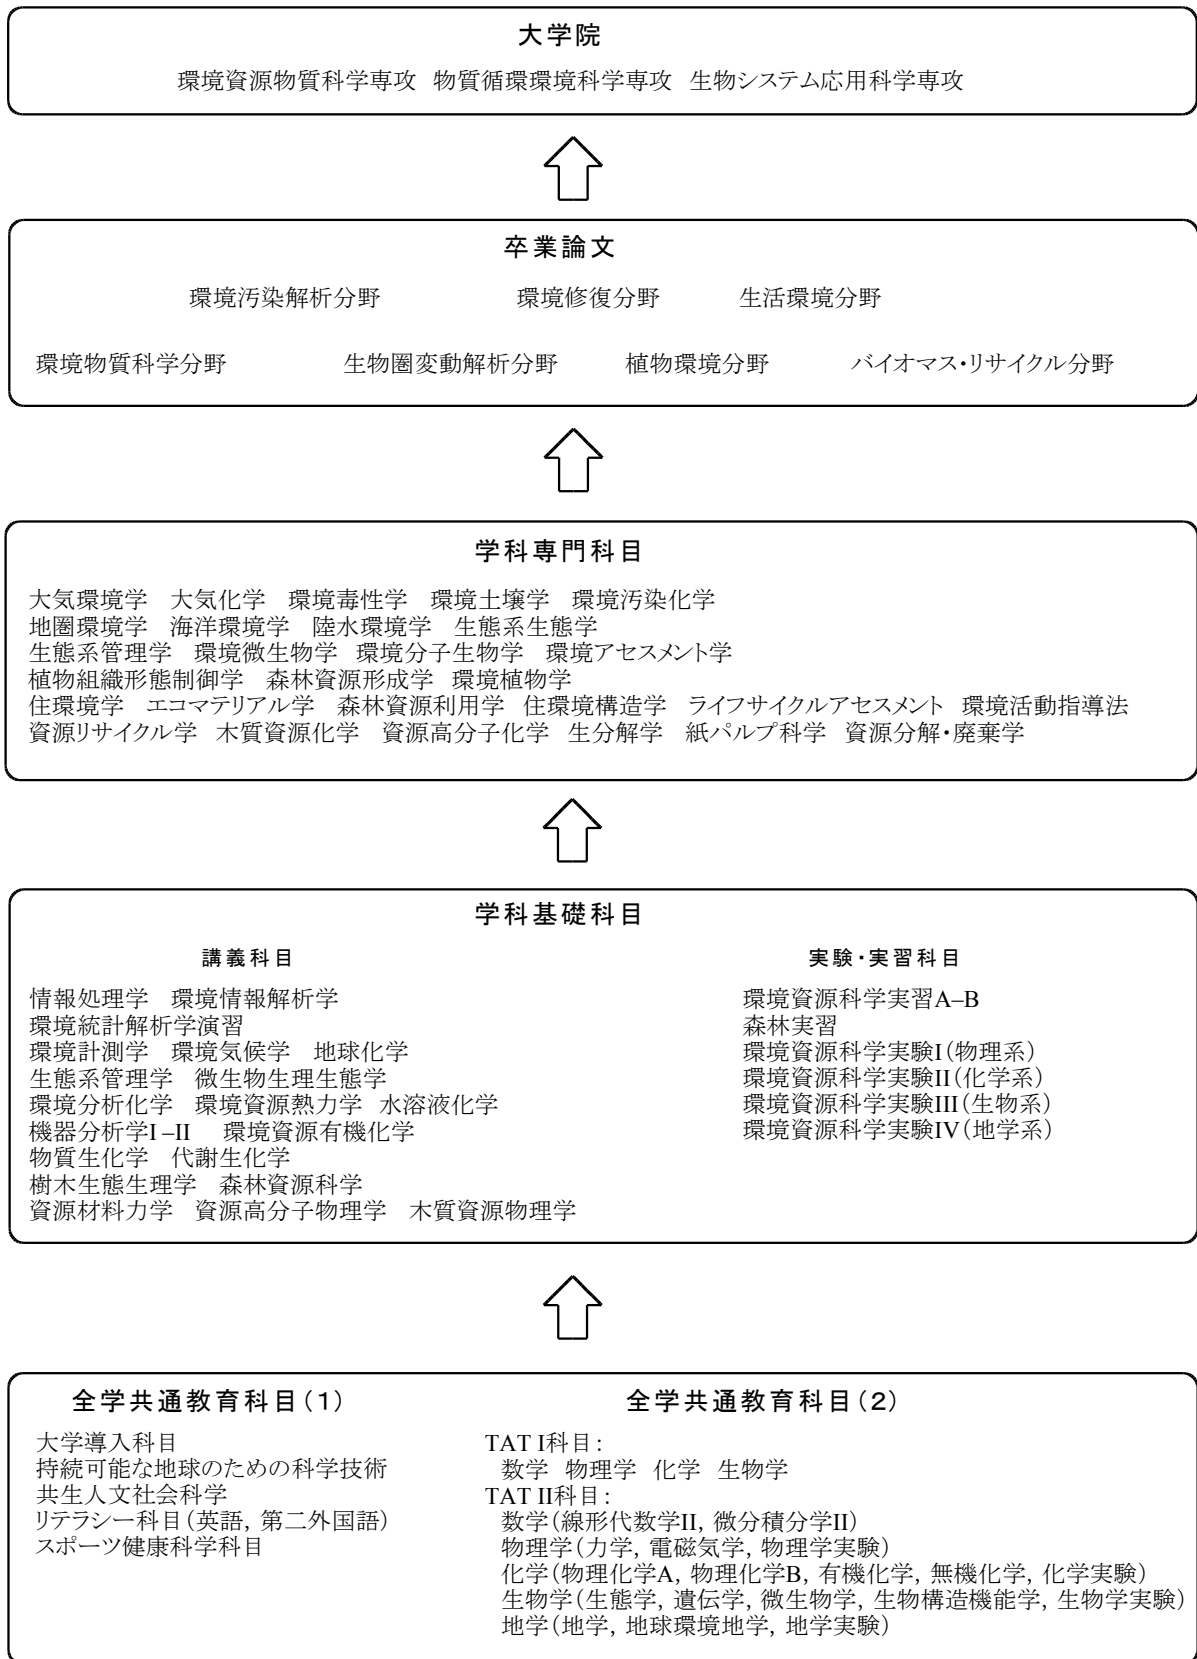 大学院
環境資源物質科学専攻 物質循環環境科学専攻 生物システム応用科学専攻
卒業論文
環境汚染解析分野 環境修復分野 生活環境分野
環境物質科学分野 生物圏変動解析分野 植物環境分野 バイオマス・リサイクル分野
学科専門科目
大気環境学 大気化学 環境毒性学 環境土壌学 環境汚染化学
地圏環境学 海洋環境学 陸水環境学 生態系生態学
生態系管理学 環境微生物学 環境分子生物学 環境アセスメント学
植物組織形態制御学 森林資源形成学 環境植物学
住環境学 エコマテリアル学 森林資源利用学 住環境構造学 ライフサイクルアセスメント 環境活動指導法
資源リサイクル学 木質資源化学 資源高分子化学 生分解学 紙パルプ科学 資源分解・廃棄学
学科基礎科目
講義科目
情報処理学 環境情報解析学
環境統計解析学演習
環境計測学 環境気候学 地球化学
生態系管理学 微生物生理生態学
環境分析化学 環境資源熱力学 水溶液化学
機器分析学I–II 環境資源有機化学
物質生化学 代謝生化学
樹木生態生理学 森林資源科学
資源材料力学 資源高分子物理学 木質資源物理学
実験・実習科目
環境資源科学実習A–B
森林実習
環境資源科学実験I(物理系)
環境資源科学実験II(化学系)
環境資源科学実験III(生物系)
環境資源科学実験IV(地学系)
全学共通教育科目(1)
大学導入科目
持続可能な地球のための科学技術
共生人文社会科学
リテラシー科目(英語, 第二外国語)
スポーツ健康科学科目
全学共通教育科目(2)
TAT I科目:
数学 物理学 化学 生物学
TAT II科目:
数学(線形代数学II, 微分積分学II)
物理学(力学, 電磁気学, 物理学実験)
化学(物理化学A, 物理化学B, 有機化学, 無機化学, 化学実験)
生物学(生態学, 遺伝学, 微生物学, 生物構造機能学, 生物学実験)
地学(地学, 地球環境地学, 地学実験)